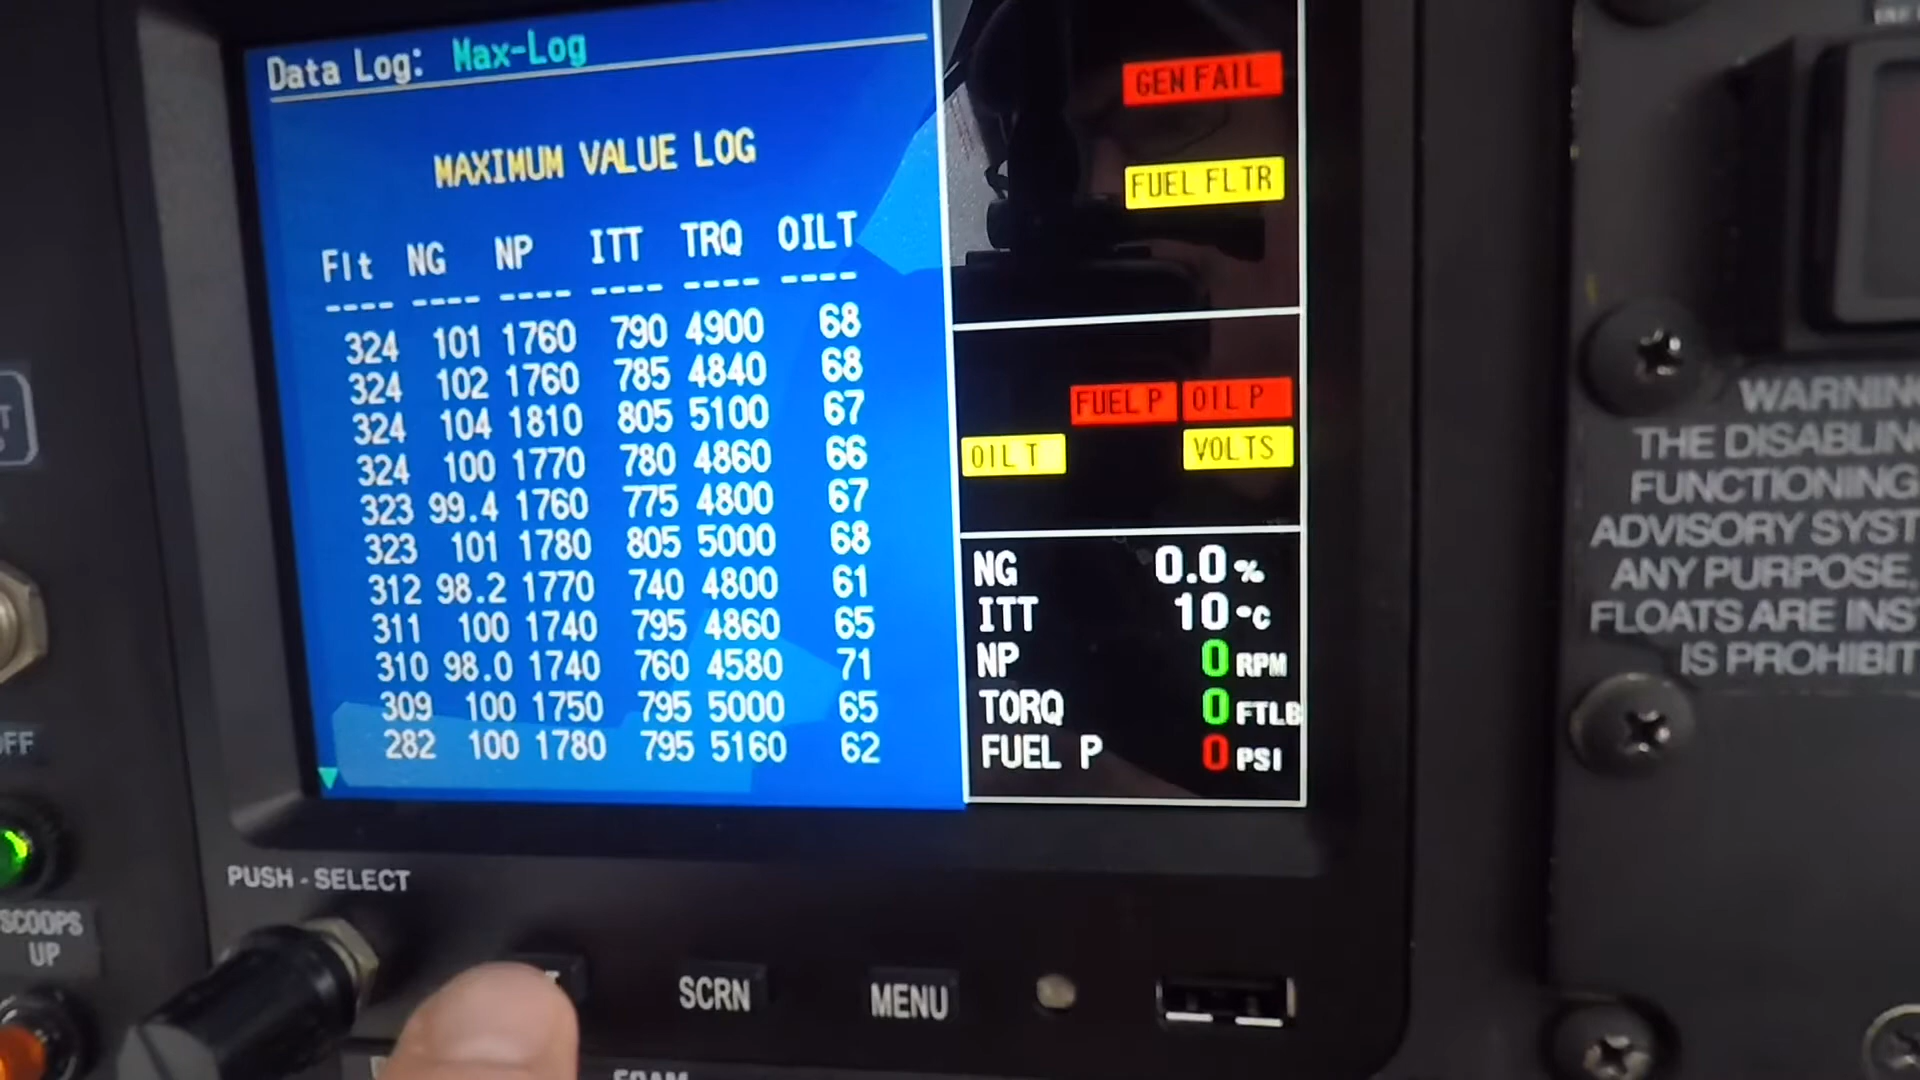 Data Log: Max-Log
MAXIMUM VALUE LOG
Flt NG NP ITT TRQ OILT
---- ---- ---- ---- ---- ----
324 101 1760 790 4900 68
324 102 1760 785 4840 68
324 104 1810 805 5100 67
324 100 1770 780 4860 66
323 99.4 1760 775 4800 67
323 101 1780 805 5000 68
312 98.2 1770 740 4800 61
311 100 1740 795 4860 65
310 98.0 1740 760 4580 71
309 100 1750 795 5000 65
282 100 1780 795 5160 62
GEN FAIL
FUEL FLTR
FUEL P OIL P
OIL T VOLTS
NG 0.0 %
ITT 10 °C
NP 0 RPM
TORQ 0 FTLB
FUEL P 0 PSI
PUSH - SELECT
SCRN
MENU
SCOOPS
UP
WARNING
THE DISABLIN
FUNCTIONING
ADVISORY SYST
ANY PURPOSE,
FLOATS ARE INS
IS PROHIBIT